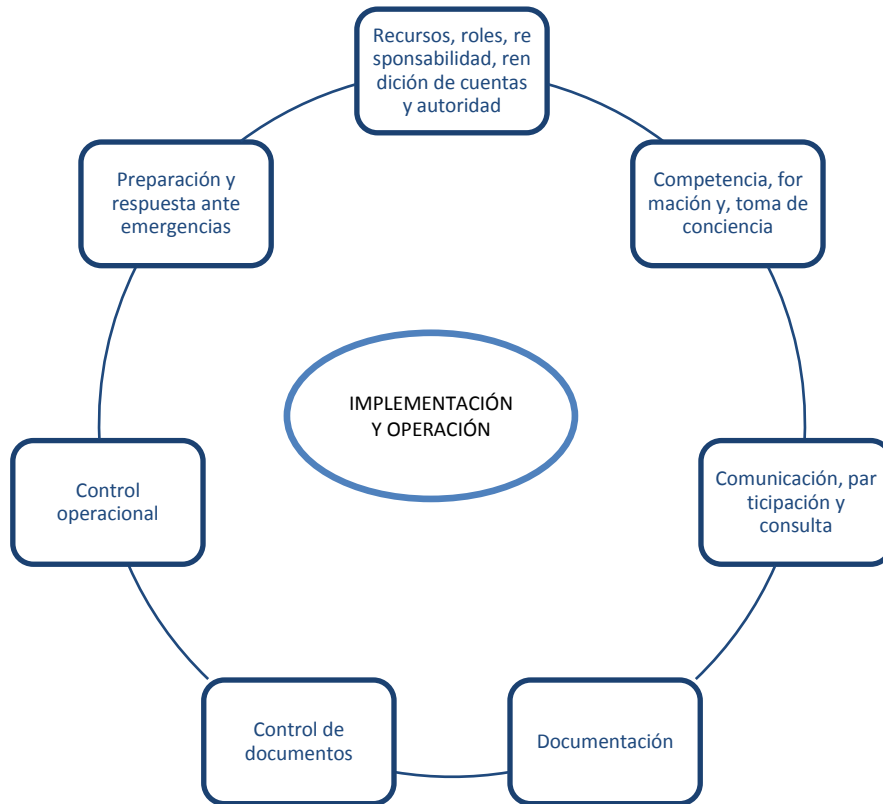 Recursos, roles, re
sponsabilidad, ren
dición de cuentas
y autoridad
Competencia, for
mación y, toma de
conciencia
Comunicación, par
ticipación y
consulta
Documentación
Control de
documentos
Control
operacional
Preparación y
respuesta ante
emergencias
IMPLEMENTACIÓN
Y OPERACIÓN